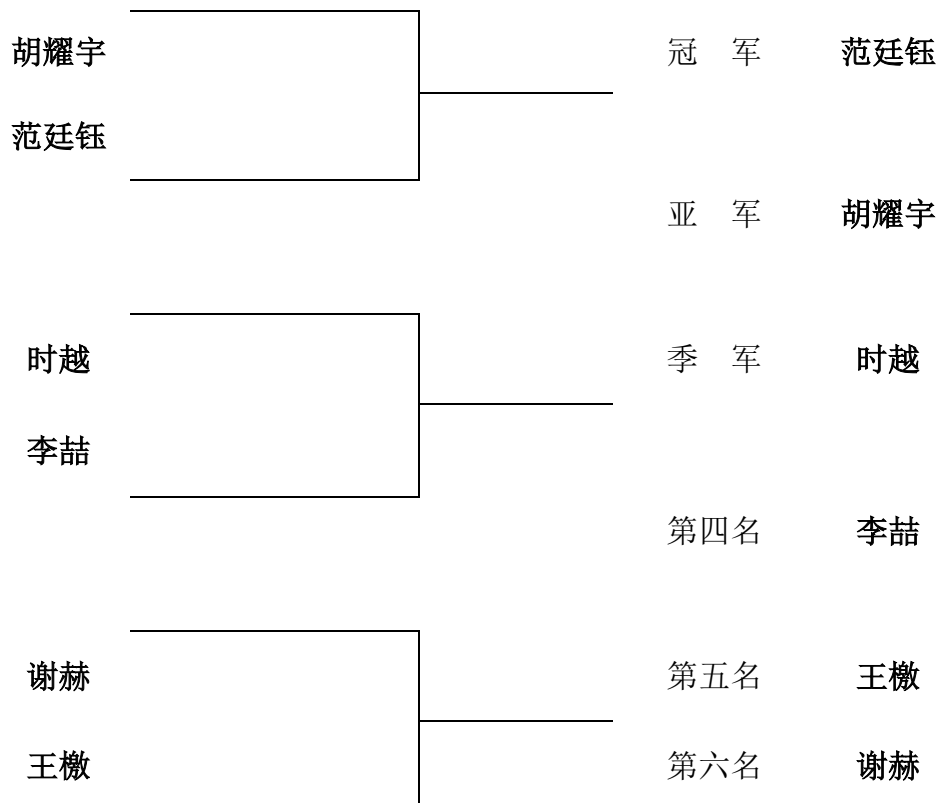 胡耀宇 冠 军 范廷钰
范廷钰
亚 军 胡耀宇
时越 季 军 时越
李喆
第四名 李喆
谢赫 第五名 王檄
王檄 第六名 谢赫